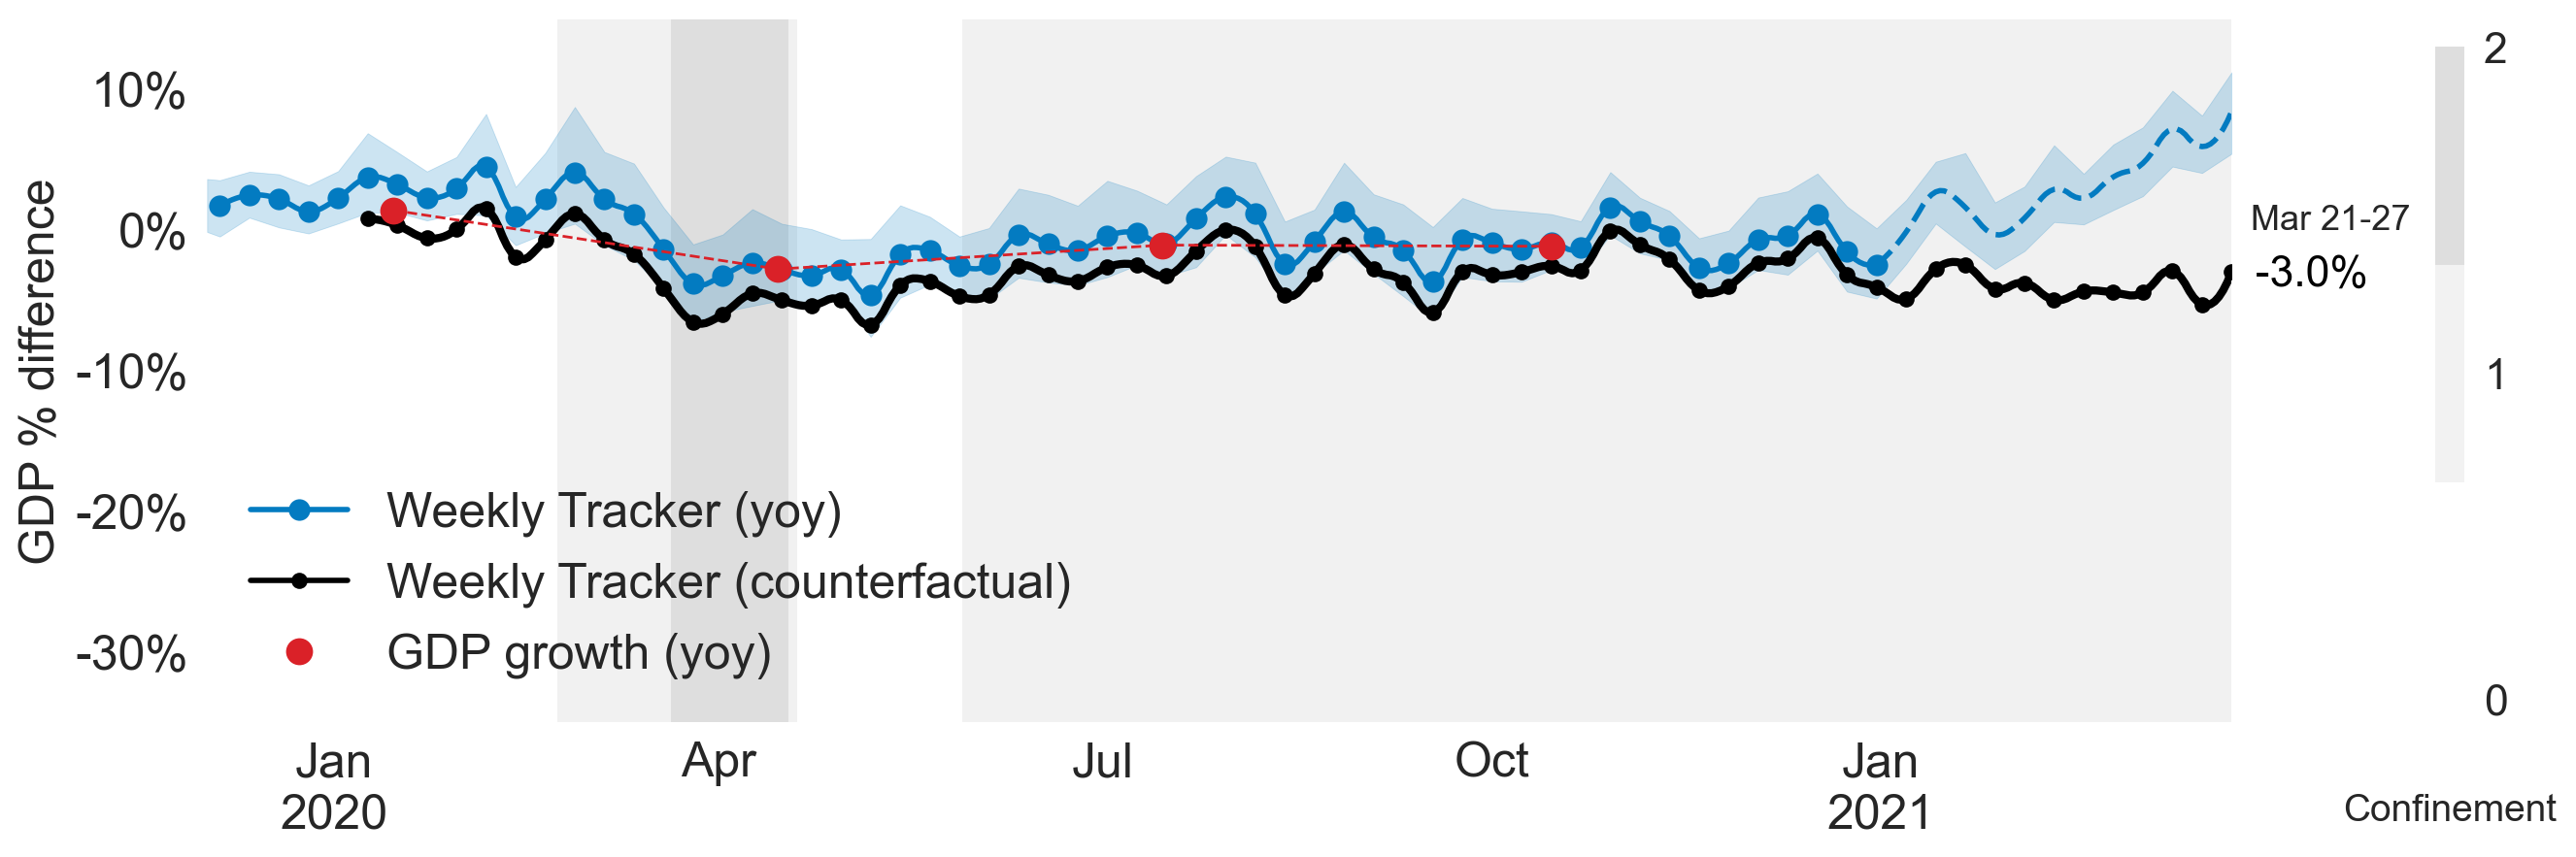 GDP % difference
10%
0%
-10%
-20%
-30%
Weekly Tracker (yoy)
Weekly Tracker (counterfactual)
GDP growth (yoy)
Jan
2020
Apr
Jul
Oct
Jan
2021
Mar 21-27
-3.0%
2
1
0
Confinement